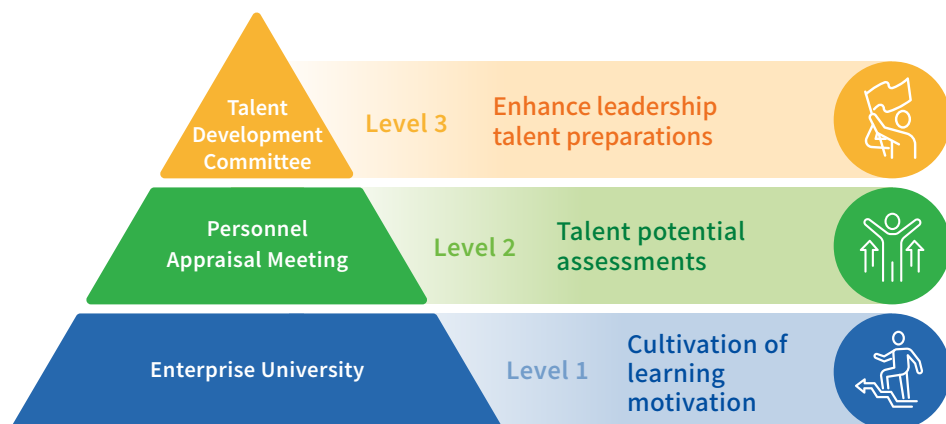 Talent
Development
Committee
Level 3
Enhance leadership
talent preparations
Personnel
Appraisal Meeting
Level 2
Talent potential
assessments
Enterprise University
Level 1
Cultivation of
learning
motivation